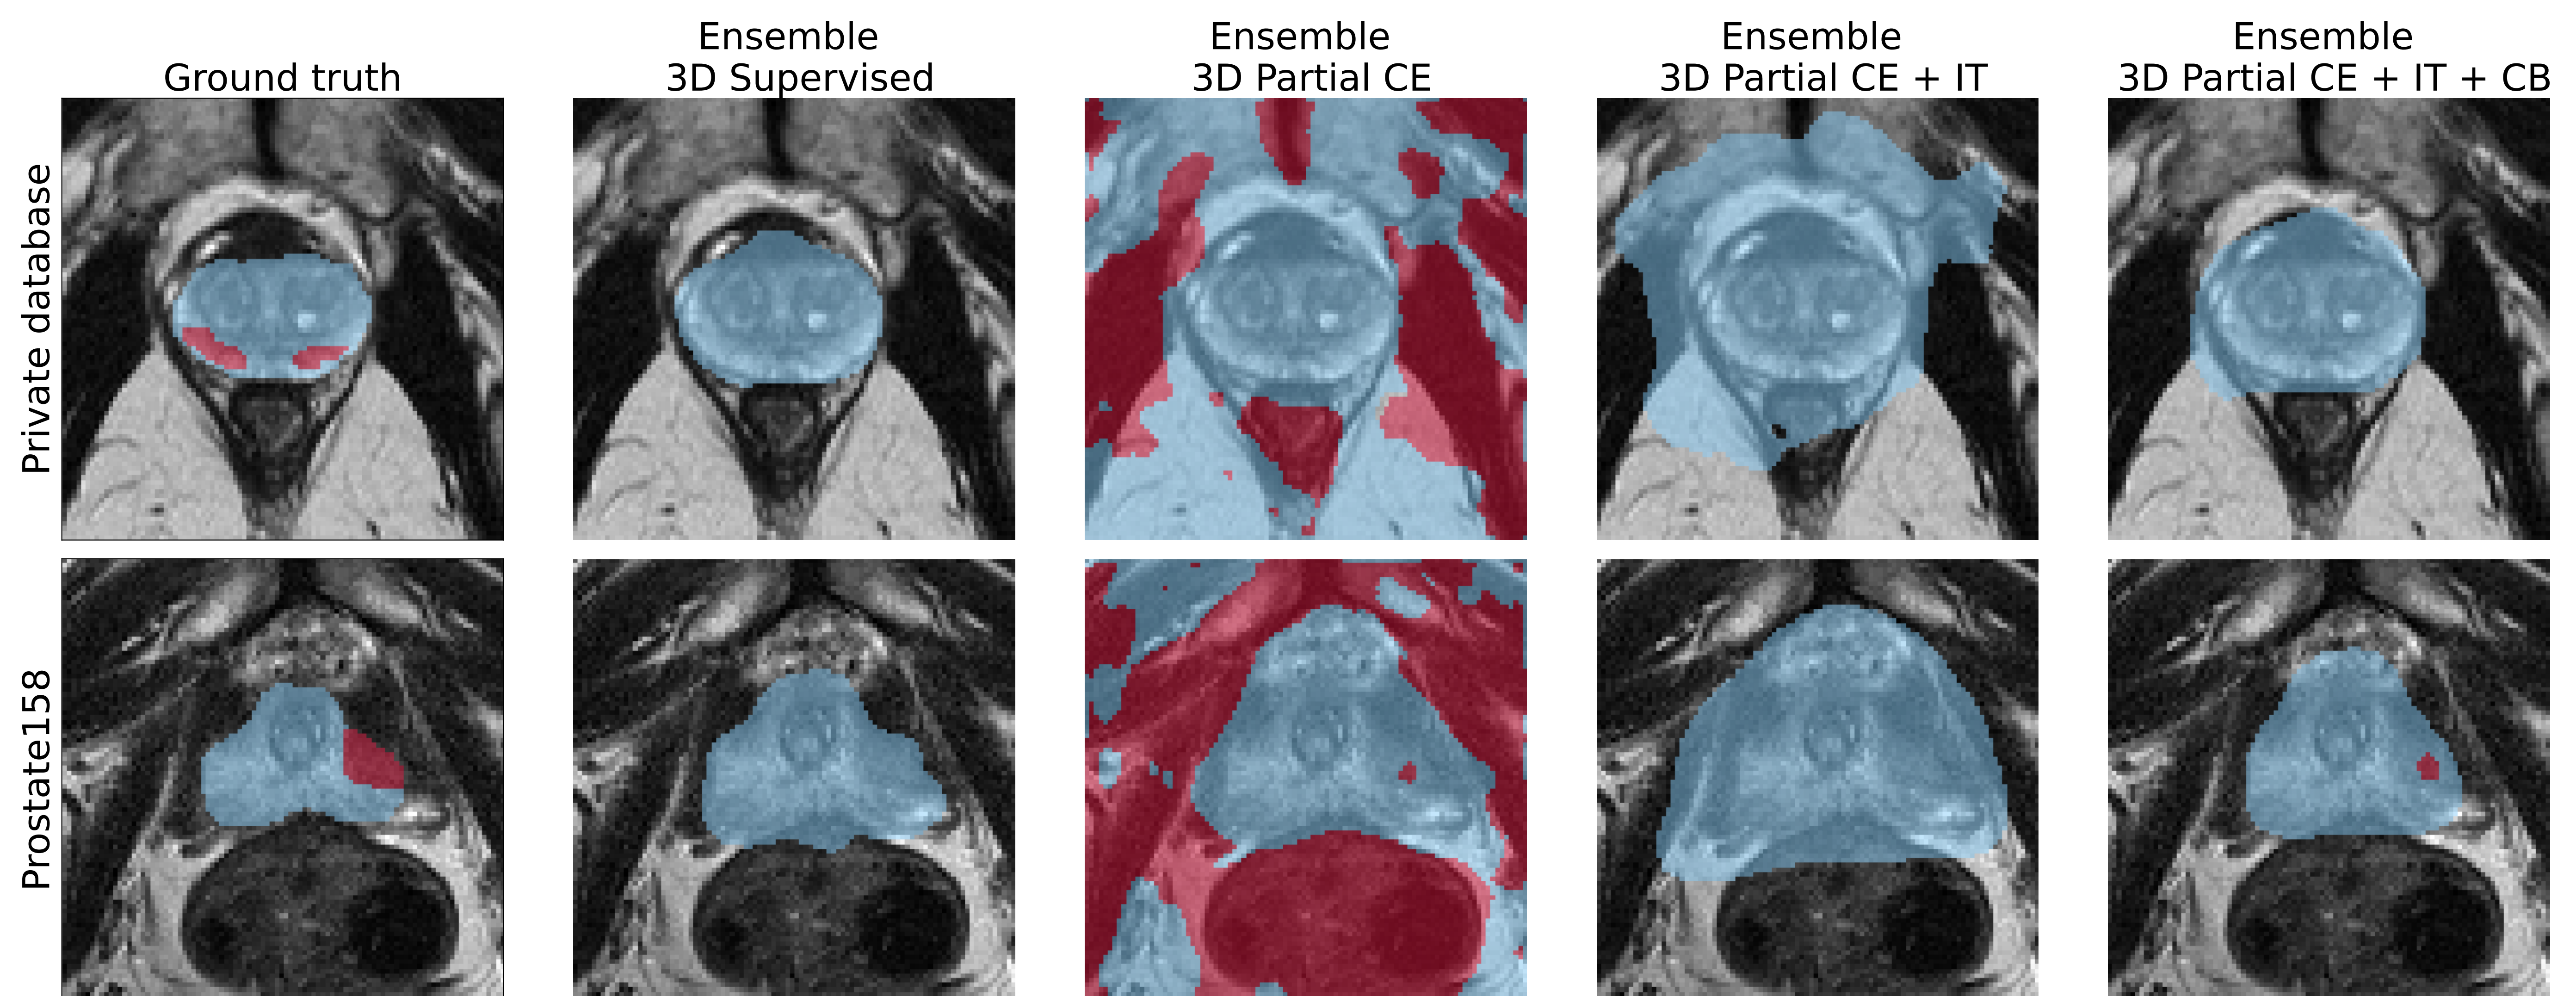 Ground truth
Ensemble
3D Supervised
Ensemble
3D Partial CE
Ensemble
3D Partial CE + IT
Ensemble
3D Partial CE + IT + CB
Private database
Prostate158